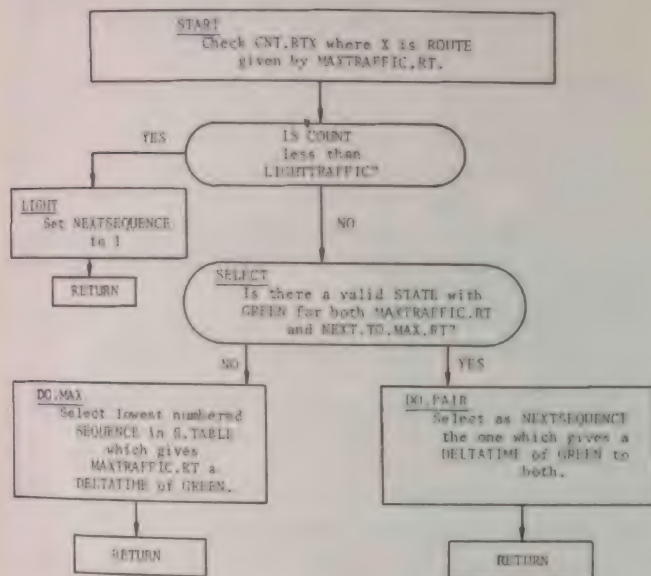 START
Check CNT.RTX where X is ROUTE
given by MAXTRAFFIC.RT.
YES
IS COUNT
less than
LIGHTTRAFFIC?
LIGHT
Set NEXTSEQUENCE
to 1
NO
RETURN
SELECT
Is there a valid STATE with
GREEN for both MAXTRAFFIC.RT
and NEXT.TO.MAX.RT?
NO
YES
DO.MAX
Select lowest numbered
SEQUENCE in S.TABLE
which gives
MAXTRAFFIC.RT a
DELTATIME of GREEN.
DO.PAIR
Select as NEXTSEQUENCE
the one which gives a
DELTATIME of GREEN to
both.
RETURN
RETURN